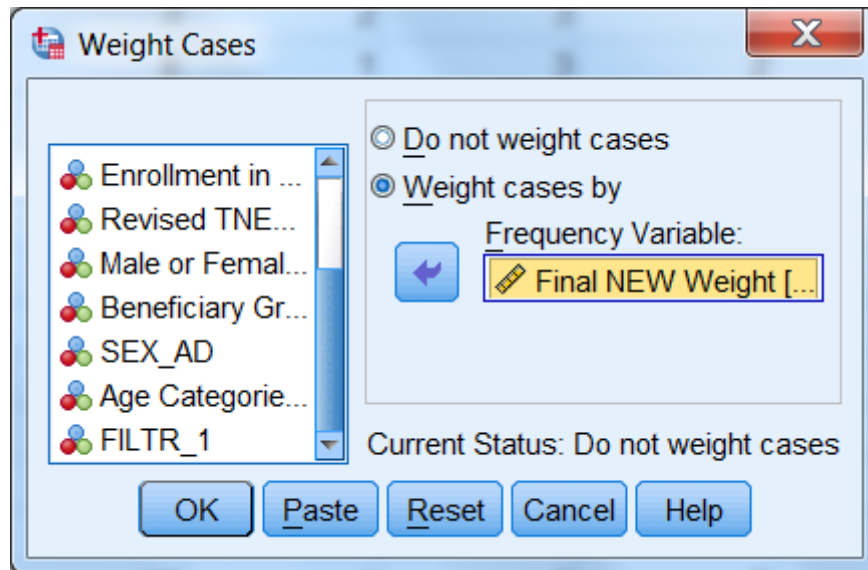 Weight Cases
Enrollment in ...
Revised TNE...
Male or Femal...
Beneficiary Gr...
SEX_AD
Age Categorie...
FILTR_1
Do not weight cases
Weight cases by
Frequency Variable:
Final NEW Weight [...
Current Status: Do not weight cases
OK Paste Reset Cancel Help